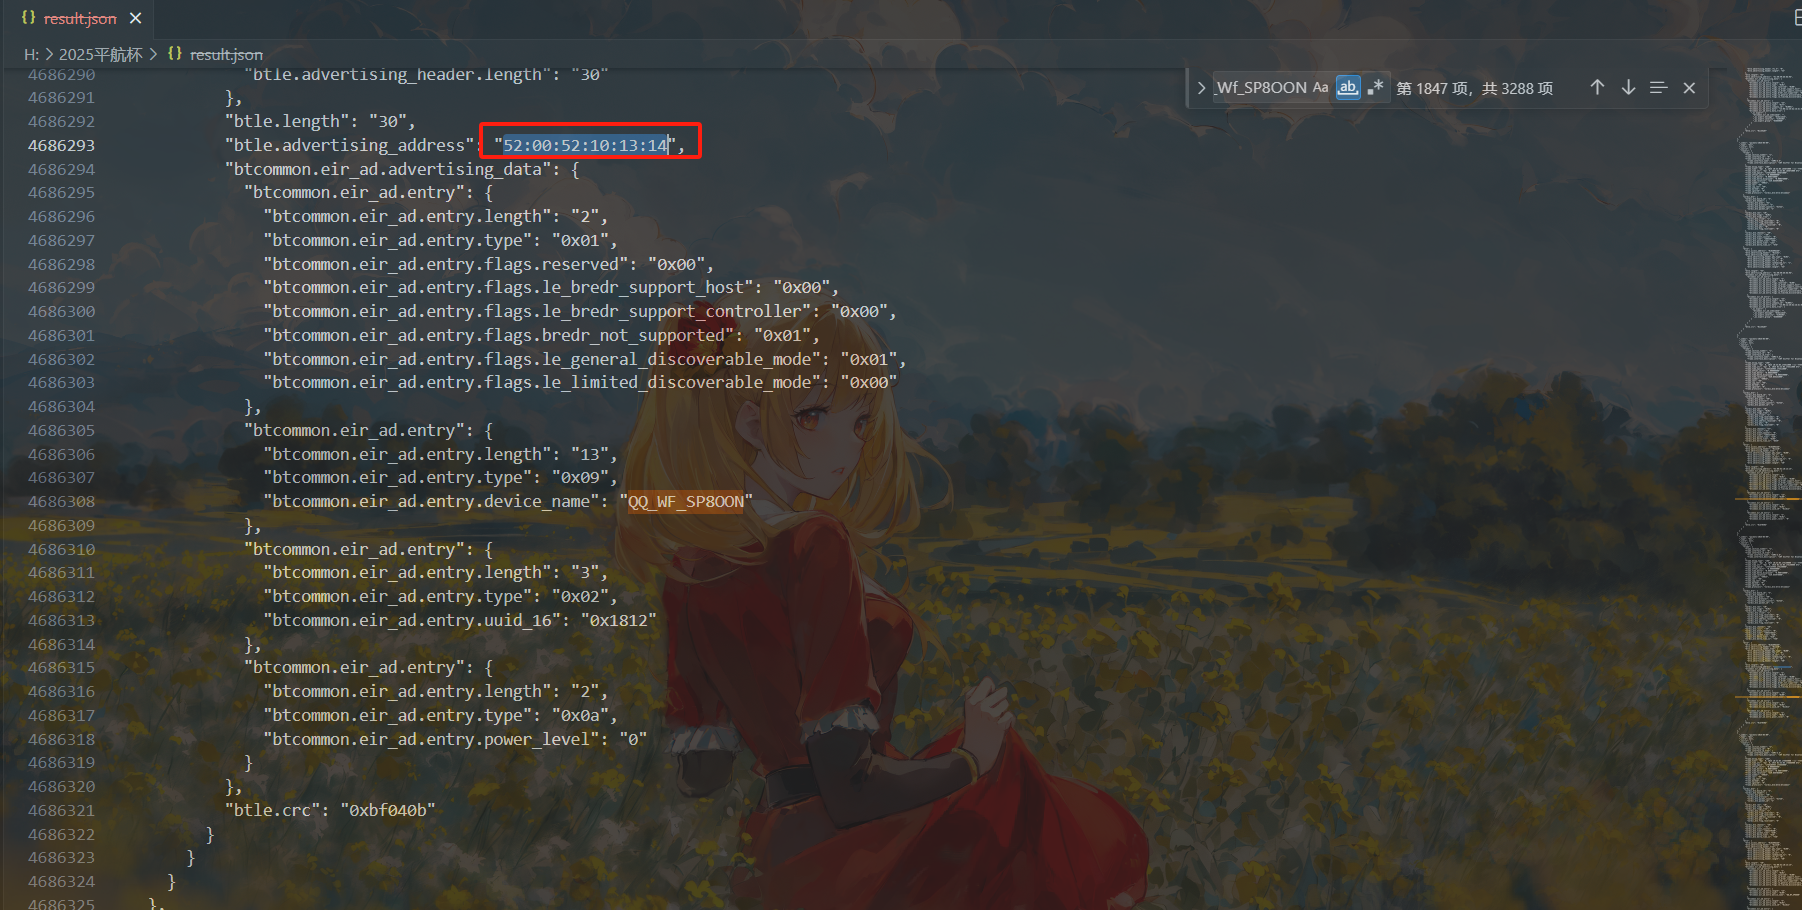 {} result.json ×
H: > 2025平航杯 > {} result.json
_Wf_SP8OON Aa ab .* 第 1847 项，共 3288 项
4686290 "btle.advertising_header.length": "30"
4686291 },
4686292 "btle.length": "30",
4686293 "btle.advertising_address": "52:00:52:10:13:14",
4686294 "btcommon.eir_ad.advertising_data": {
4686295 "btcommon.eir_ad.entry": {
4686296 "btcommon.eir_ad.entry.length": "2",
4686297 "btcommon.eir_ad.entry.type": "0x01",
4686298 "btcommon.eir_ad.entry.flags.reserved": "0x00",
4686299 "btcommon.eir_ad.entry.flags.le_bredr_support_host": "0x00",
4686300 "btcommon.eir_ad.entry.flags.le_bredr_support_controller": "0x00",
4686301 "btcommon.eir_ad.entry.flags.bredr_not_supported": "0x01",
4686302 "btcommon.eir_ad.entry.flags.le_general_discoverable_mode": "0x01",
4686303 "btcommon.eir_ad.entry.flags.le_limited_discoverable_mode": "0x00"
4686304 },
4686305 "btcommon.eir_ad.entry": {
4686306 "btcommon.eir_ad.entry.length": "13",
4686307 "btcommon.eir_ad.entry.type": "0x09",
4686308 "btcommon.eir_ad.entry.device_name": "QQ_WF_SP8OON"
4686309 },
4686310 "btcommon.eir_ad.entry": {
4686311 "btcommon.eir_ad.entry.length": "3",
4686312 "btcommon.eir_ad.entry.type": "0x02",
4686313 "btcommon.eir_ad.entry.uuid_16": "0x1812"
4686314 },
4686315 "btcommon.eir_ad.entry": {
4686316 "btcommon.eir_ad.entry.length": "2",
4686317 "btcommon.eir_ad.entry.type": "0x0a",
4686318 "btcommon.eir_ad.entry.power_level": "0"
4686319 }
4686320 },
4686321 "btle.crc": "0xbf040b"
4686322 }
4686323 }
4686324 }
4686325 },